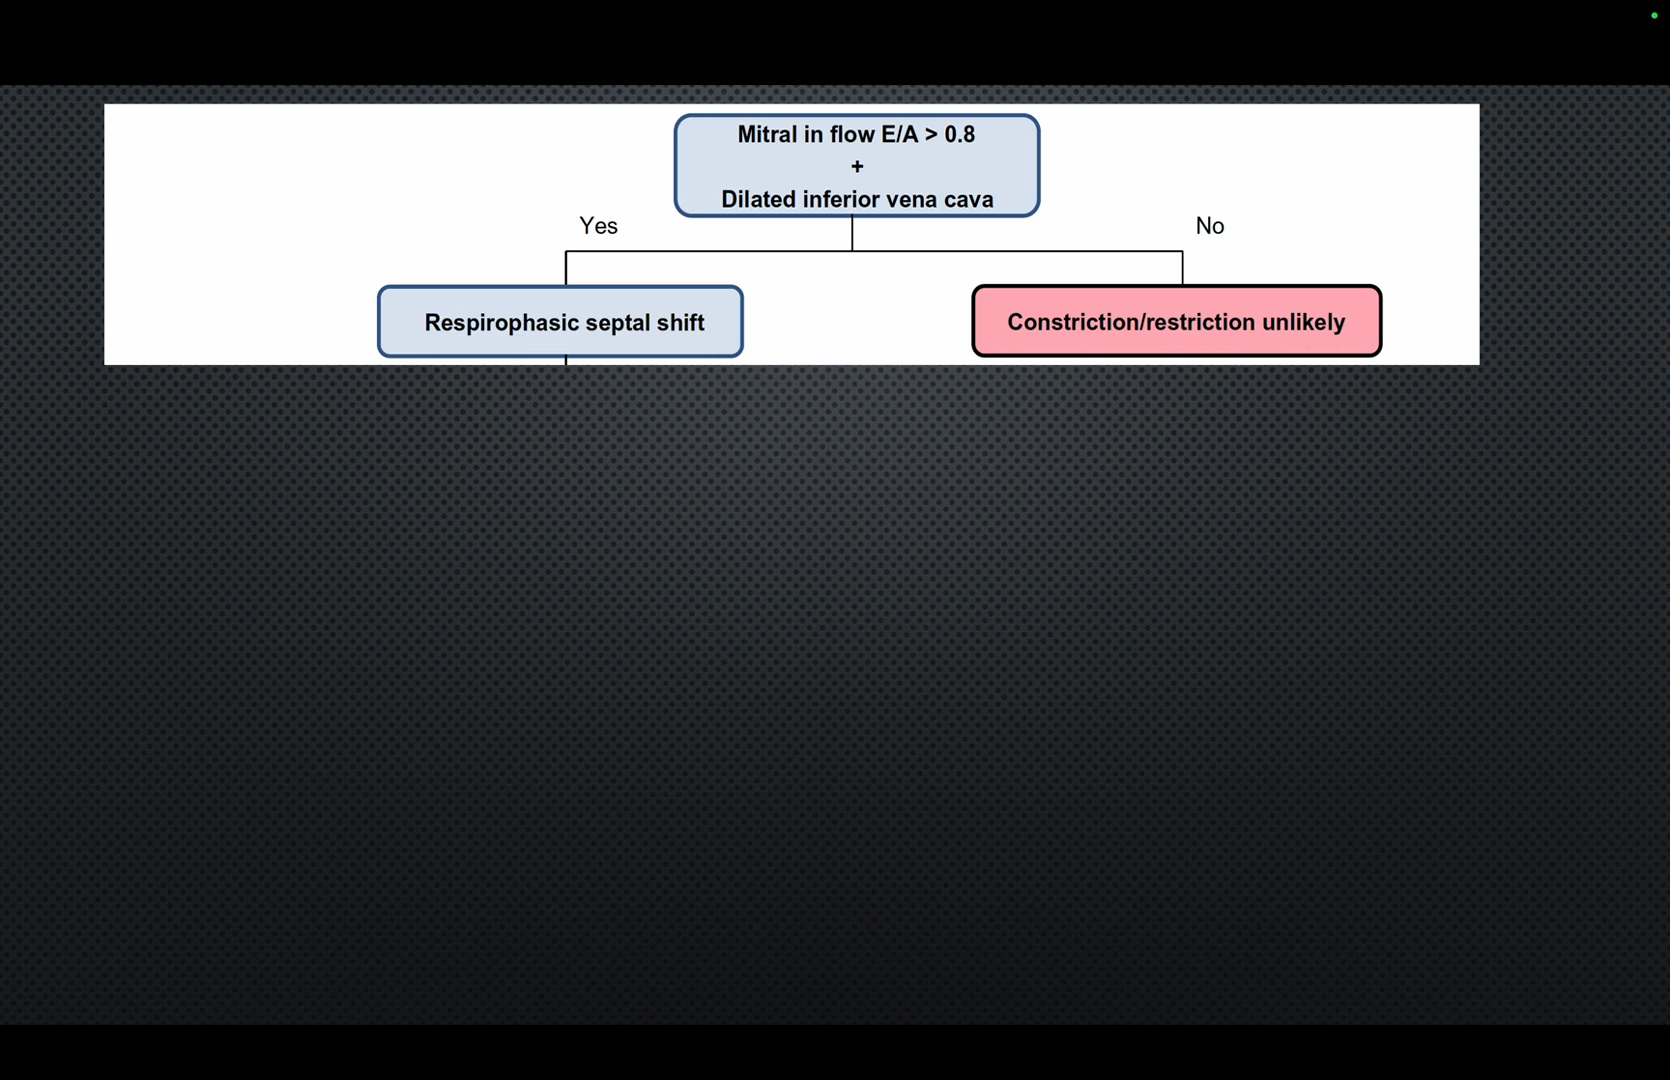 Mitral in flow E/A > 0.8
+
Dilated inferior vena cava
Yes
No
Respirophasic septal shift
Constriction/restriction unlikely